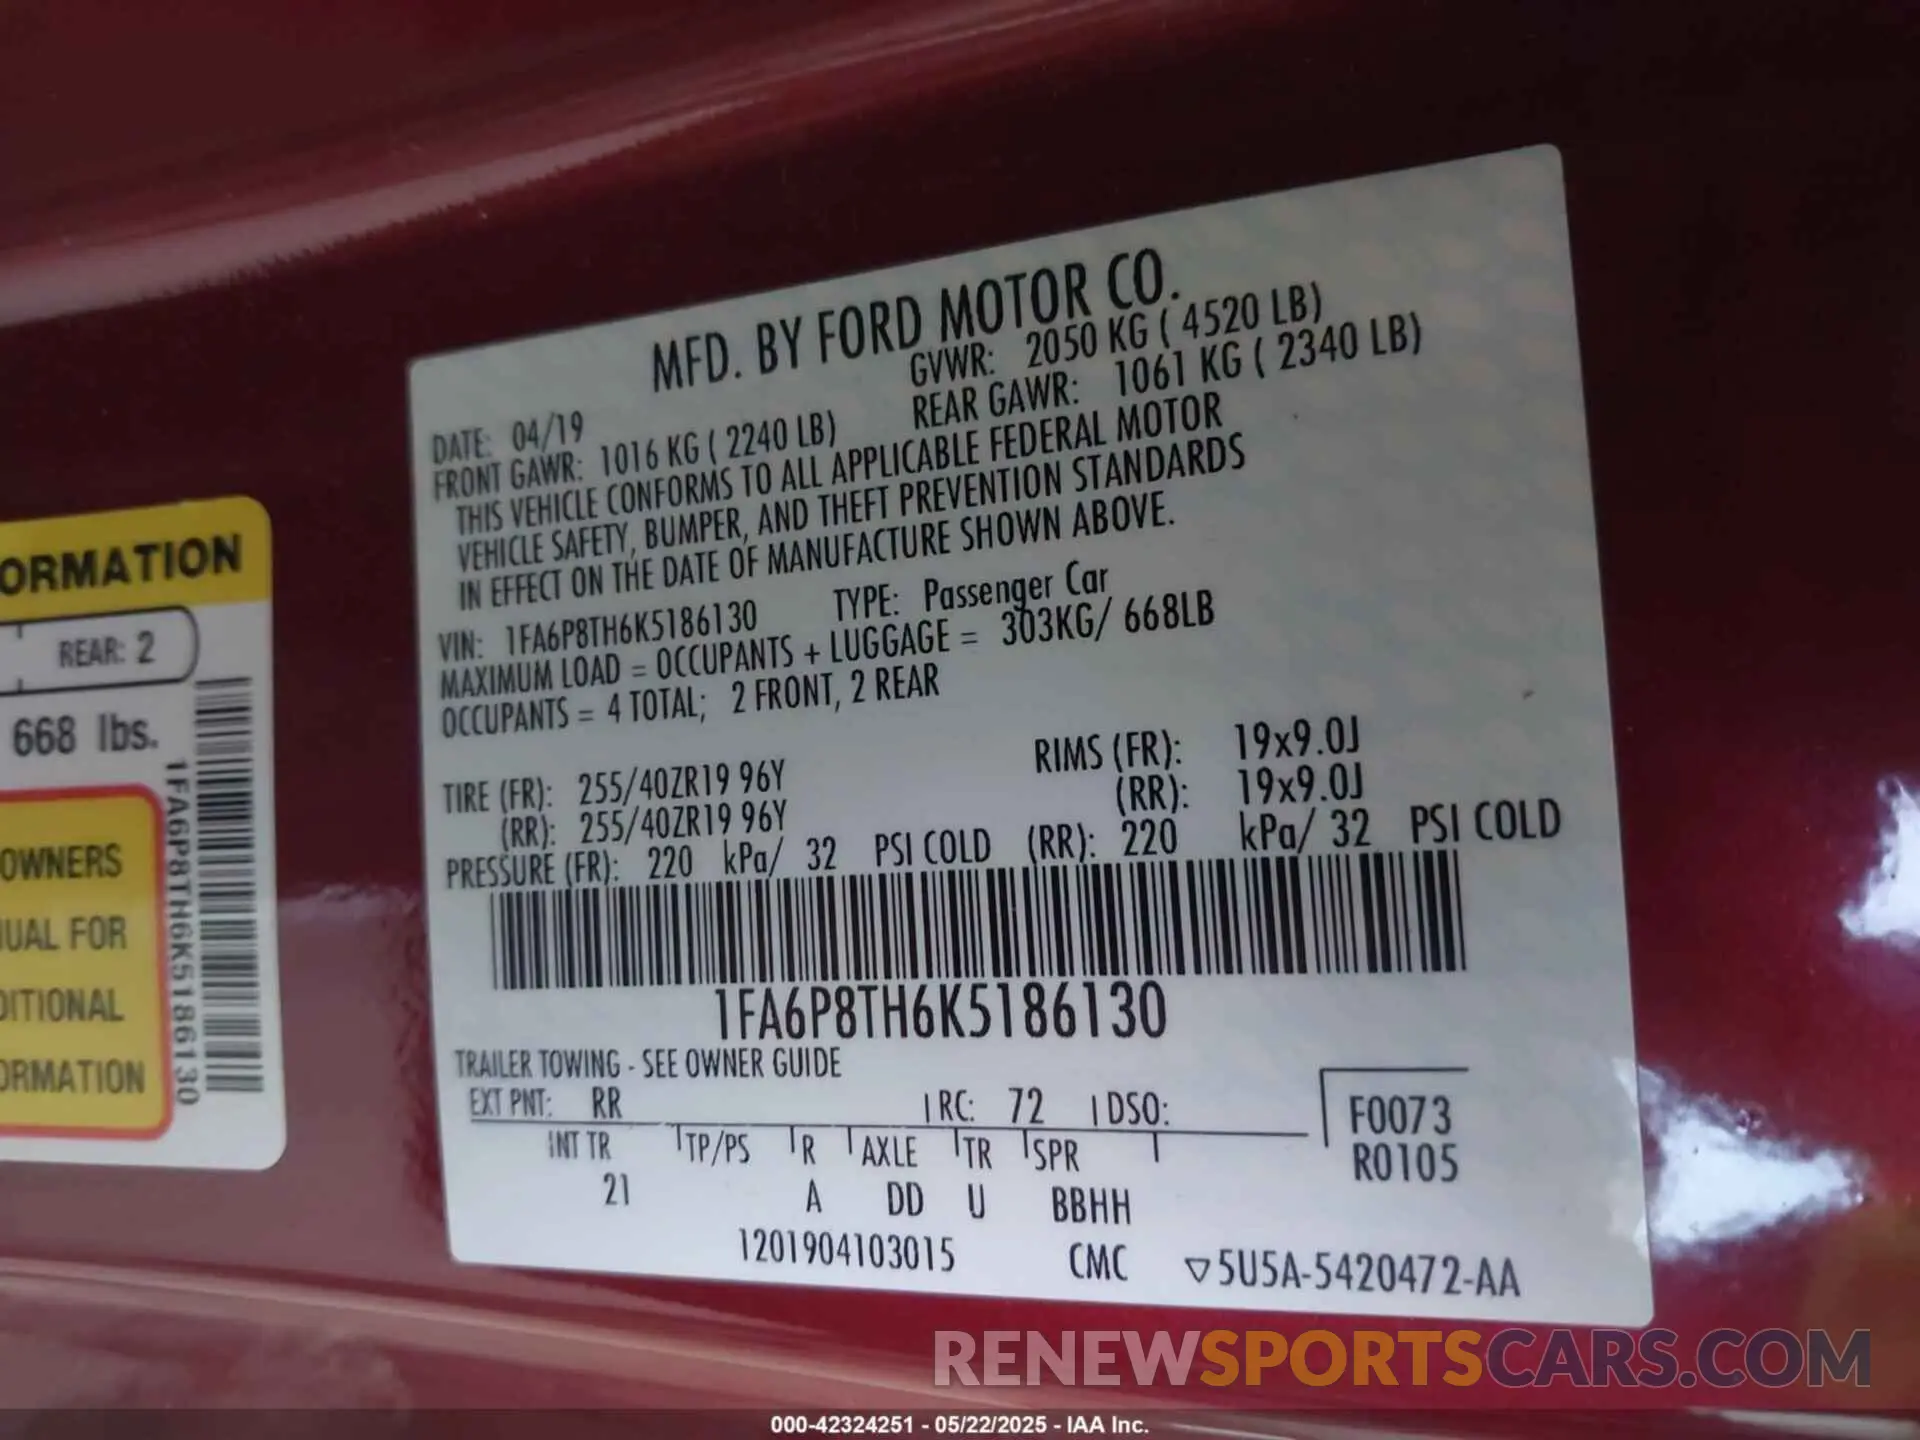 MFD. BY FORD MOTOR CO.
DATE: 04/19 GVWR: 2050 KG ( 4520 LB)
FRONT GAWR: 1016 KG ( 2240 LB) REAR GAWR: 1061 KG ( 2340 LB)
THIS VEHICLE CONFORMS TO ALL APPLICABLE FEDERAL MOTOR
VEHICLE SAFETY, BUMPER, AND THEFT PREVENTION STANDARDS
IN EFFECT ON THE DATE OF MANUFACTURE SHOWN ABOVE.
VIN: 1FA6P8TH6K5186130 TYPE: Passenger Car
MAXIMUM LOAD = OCCUPANTS + LUGGAGE = 303KG/ 668LB
OCCUPANTS = 4 TOTAL; 2 FRONT, 2 REAR
TIRE (FR): 255/40ZR19 96Y RIMS (FR): 19x9.0J
(RR): 255/40ZR19 96Y (RR): 19x9.0J
PRESSURE (FR): 220 kPa/ 32 PSI COLD (RR): 220 kPa/ 32 PSI COLD
1FA6P8TH6K5186130
TRAILER TOWING - SEE OWNER GUIDE
EXT PNT: RR RC: 72 DSO: F0073
INT TR TP/PS R AXLE TR SPR R0105
21 A DD U BBHH
1201904103015 CMC ▽5U5A-5420472-AA
ORMATION
REAR: 2
668 lbs.
1FA6P8TH6K5186130
OWNERS
UAL FOR
DITIONAL
ORMATION
RENEWSPORTSCARS.COM
000-42324251 - 05/22/2025 - IAA Inc.